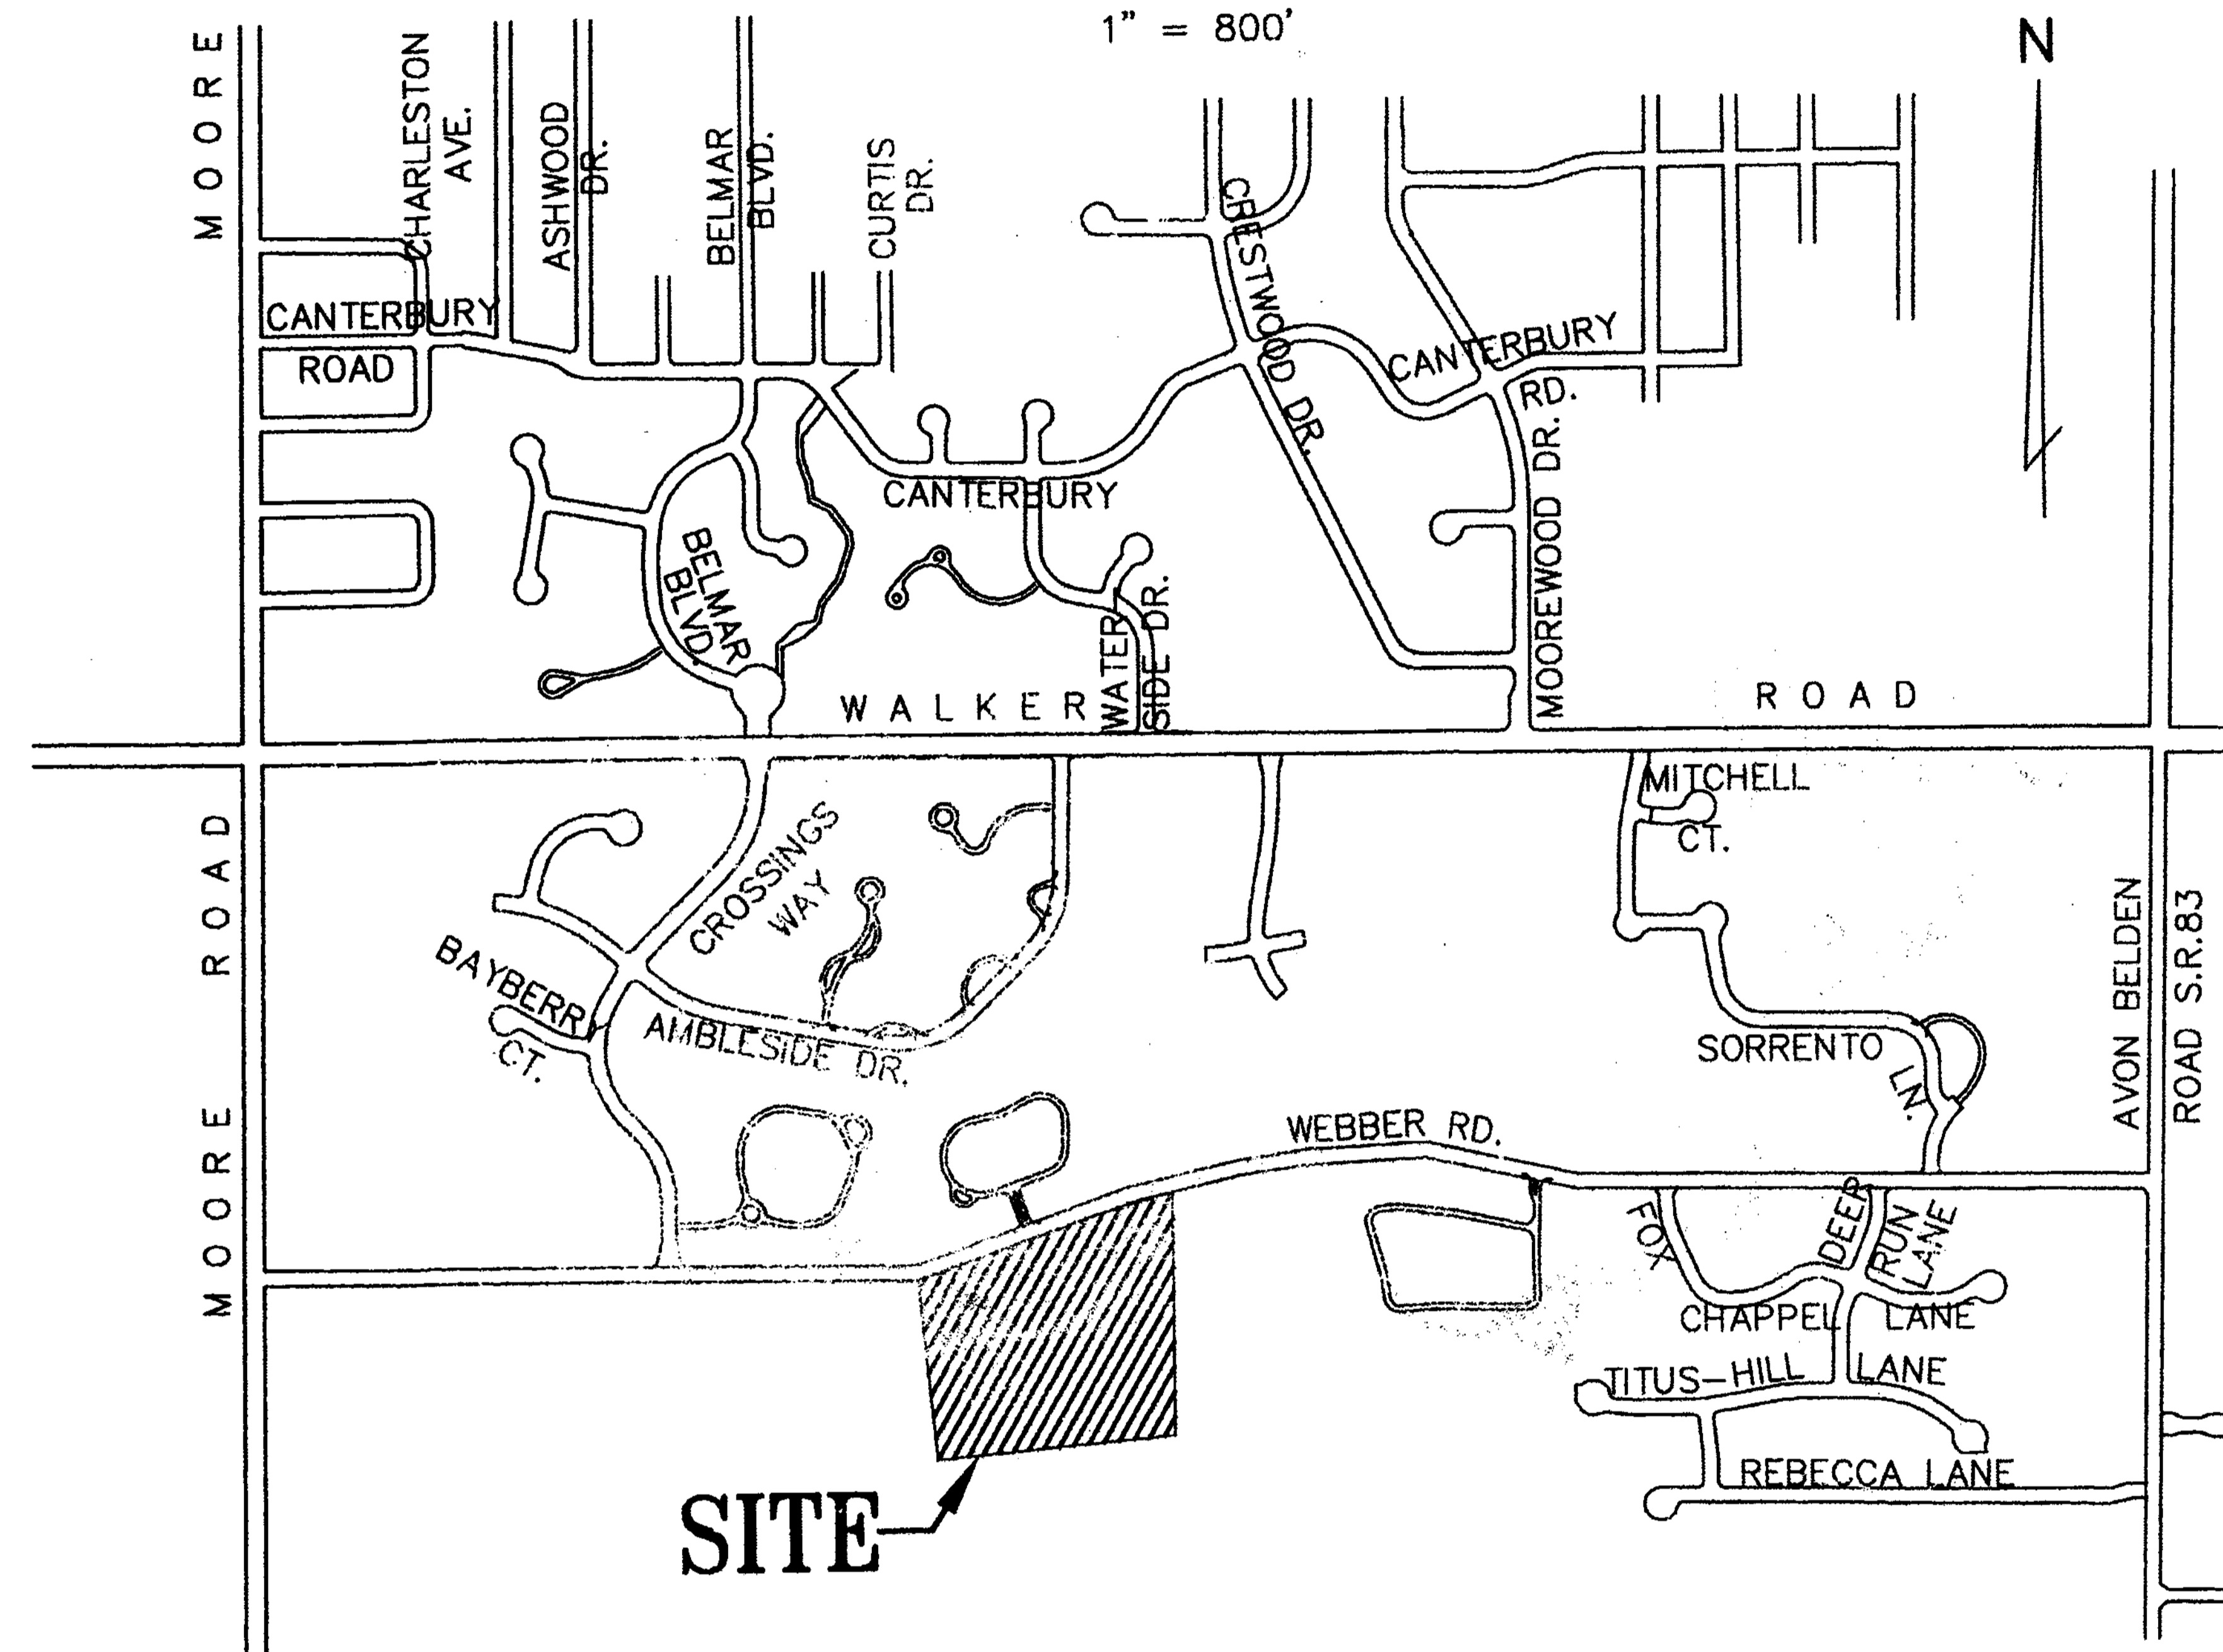 1" = 800'
N
MOORE
CHARLESTON
AVE.
ASHWOOD
DR.
BELMAR
BLVD.
CURTIS
DR.
CRESTWOOD DR.
CANTERBURY
ROAD
CANTERBURY
RD.
CANTERBURY
BELMAR
BLVD.
WATER
SIDE DR.
MOOREWOOD DR.
WALKER
ROAD
MITCHELL
CT.
MOORE ROAD
CROSSINGS
WAY
BAYBERRY
CT.
AMBLESIDE DR.
SORRENTO
LN.
AVON BELDEN
ROAD S.R.83
WEBBER RD.
FOX
DEER
RUN
LANE
CHAPPEL LANE
TITUS-HILL LANE
REBECCA LANE
SITE